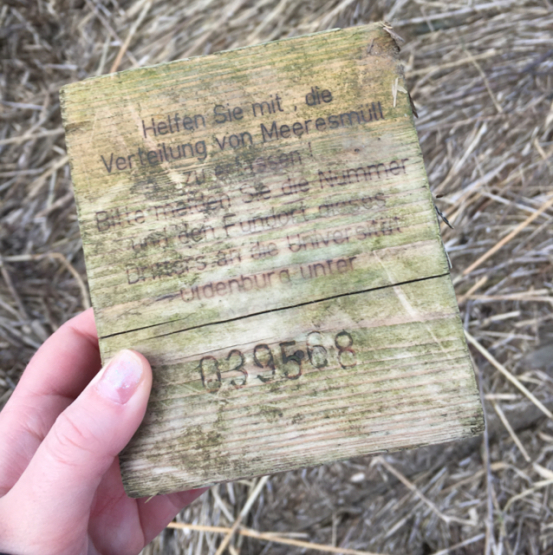 Helfen Sie mit, die
Verteilung von Meeresmüll
zu erfassen!
Bitte melden Sie die Nummer
und den Fundort dieses
Drifters an die Universität
Oldenburg unter
039568